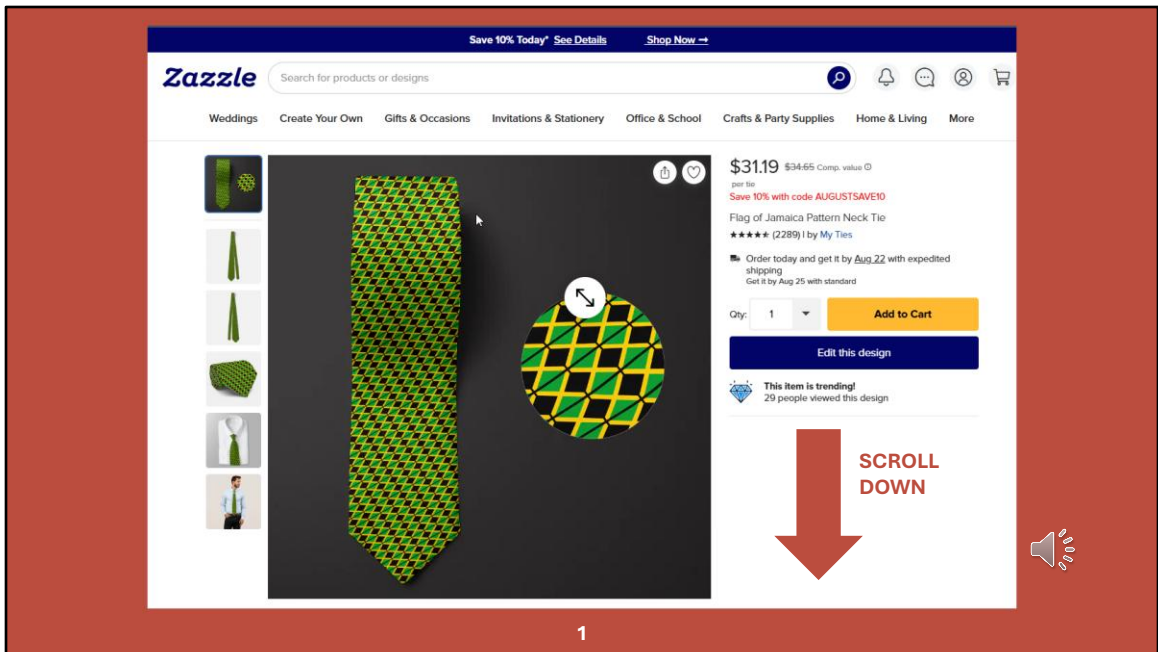 Save 10% Today* See Details Shop Now →
Zazzle
Search for products or designs
Weddings Create Your Own Gifts & Occasions Invitations & Stationery Office & School Crafts & Party Supplies Home & Living More
$31.19 $34.65 Comp. value
per tie
Save 10% with code AUGUSTSAVE10
Flag of Jamaica Pattern Neck Tie
(2289) | by My Ties
Order today and get it by Aug 22 with expedited
shipping
Get it by Aug 25 with standard
Qty: 1 Add to Cart
Edit this design
This item is trending!
29 people viewed this design
SCROLL
DOWN
1